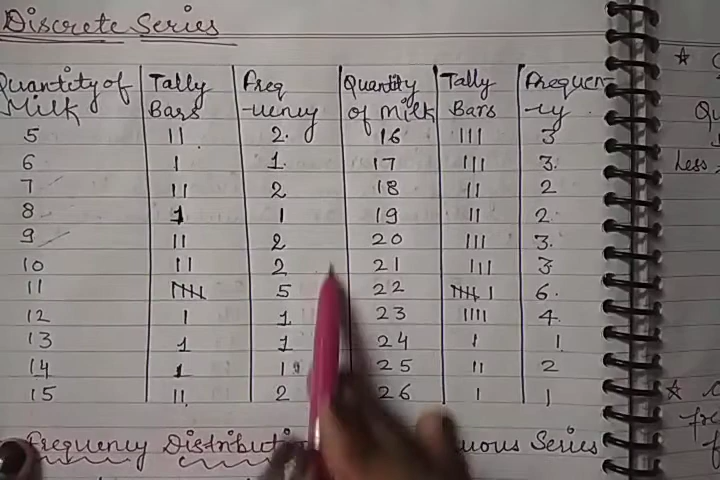 Discrete Series
Quantity of Milk | Tally Bars | Freq-uency | Quantity of Milk | Tally Bars | Frequen-cy
5 | II | 2. | 16 | III | 3
6 | I | 1. | 17 | III | 3.
7 | II | 2 | 18 | II | 2
8 | 1 | 1 | 19 | II | 2.
9 | II | 2 | 20 | III | 3.
10 | II | 2 | 21 | III | 3
11 | IIII | 5 | 22 | IIII I | 6.
12 | I | 1 | 23 | IIII | 4.
13 | 1 | 1 | 24 | I | 1
14 | 1 | 1 | 25 | II | 2
15 | II | 2 | 26 | I | 1
Frequency
Series
Less